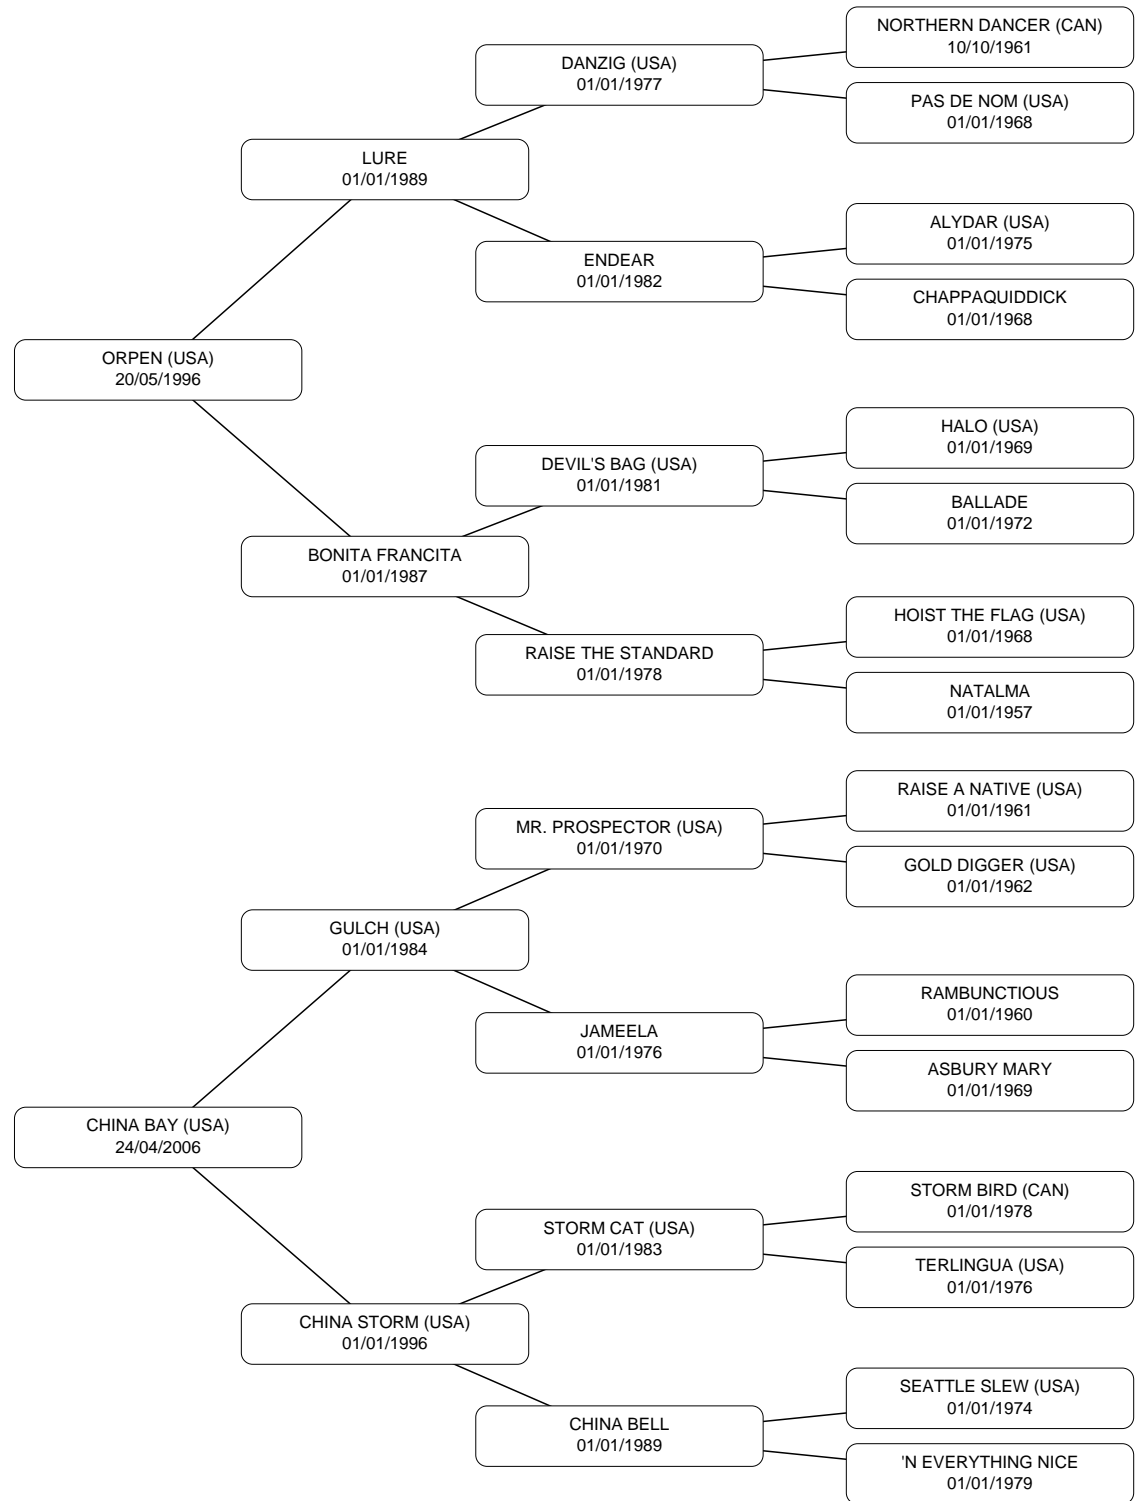 NORTHERN DANCER (CAN)
10/10/1961
DANZIG (USA)
01/01/1977
PAS DE NOM (USA)
01/01/1968
LURE
01/01/1989
ALYDAR (USA)
01/01/1975
ENDEAR
01/01/1982
CHAPPAQUIDDICK
01/01/1968
ORPEN (USA)
20/05/1996
HALO (USA)
01/01/1969
DEVIL'S BAG (USA)
01/01/1981
BALLADE
01/01/1972
BONITA FRANCITA
01/01/1987
HOIST THE FLAG (USA)
01/01/1968
RAISE THE STANDARD
01/01/1978
NATALMA
01/01/1957
RAISE A NATIVE (USA)
01/01/1961
MR. PROSPECTOR (USA)
01/01/1970
GOLD DIGGER (USA)
01/01/1962
GULCH (USA)
01/01/1984
RAMBUNCTIOUS
01/01/1960
JAMEELA
01/01/1976
ASBURY MARY
01/01/1969
CHINA BAY (USA)
24/04/2006
STORM BIRD (CAN)
01/01/1978
STORM CAT (USA)
01/01/1983
TERLINGUA (USA)
01/01/1976
CHINA STORM (USA)
01/01/1996
SEATTLE SLEW (USA)
01/01/1974
CHINA BELL
01/01/1989
'N EVERYTHING NICE
01/01/1979